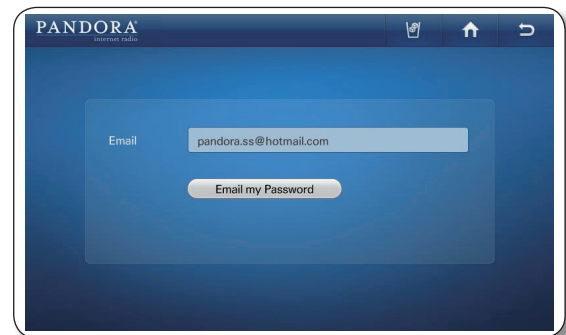 PANDORA®
internet radio
Email
pandora.ss@hotmail.com
Email my Password